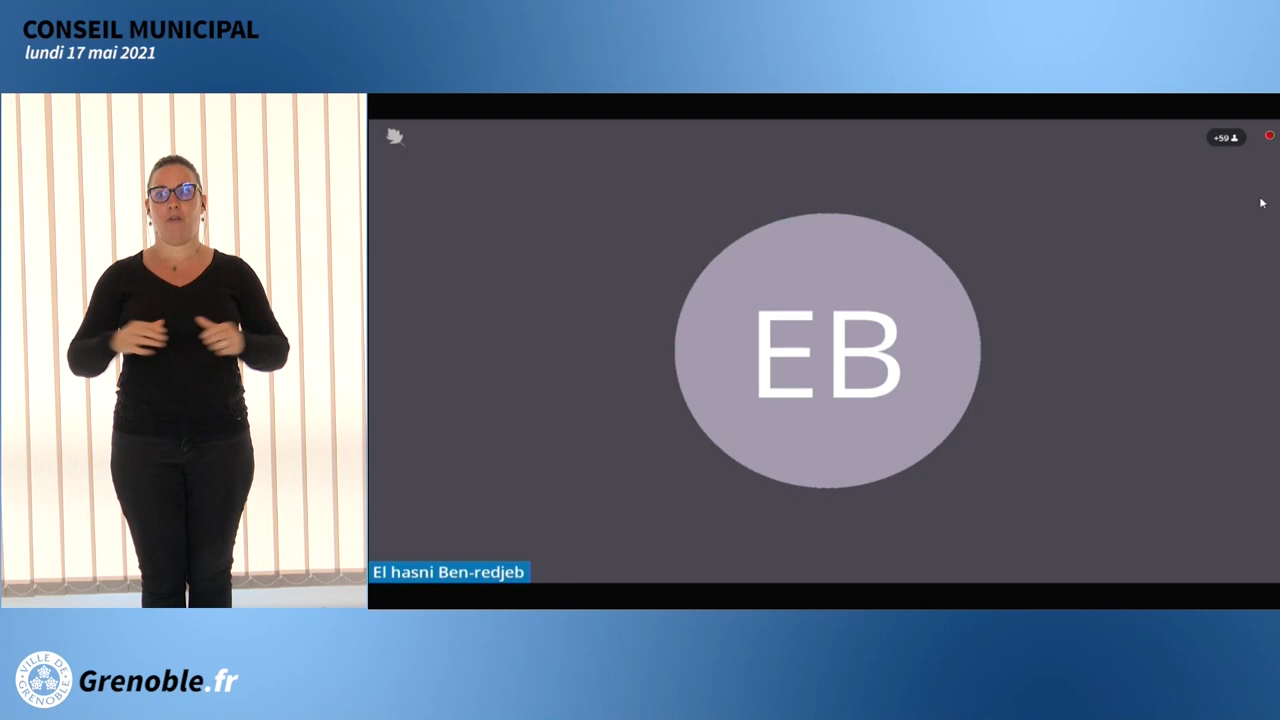 CONSEIL MUNICIPAL
lundi 17 mai 2021
+59
EB
El hasni Ben-redjeb
VILLE DE GRENOBLE
Grenoble.fr